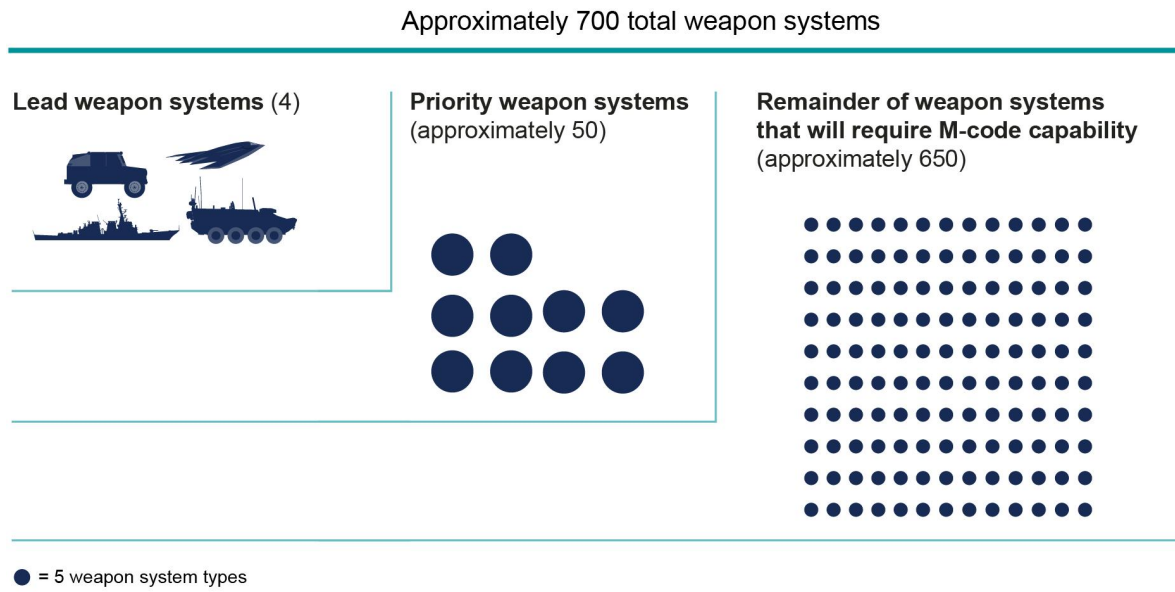 Approximately 700 total weapon systems
Lead weapon systems (4)
Priority weapon systems
(approximately 50)
Remainder of weapon systems
that will require M-code capability
(approximately 650)
= 5 weapon system types